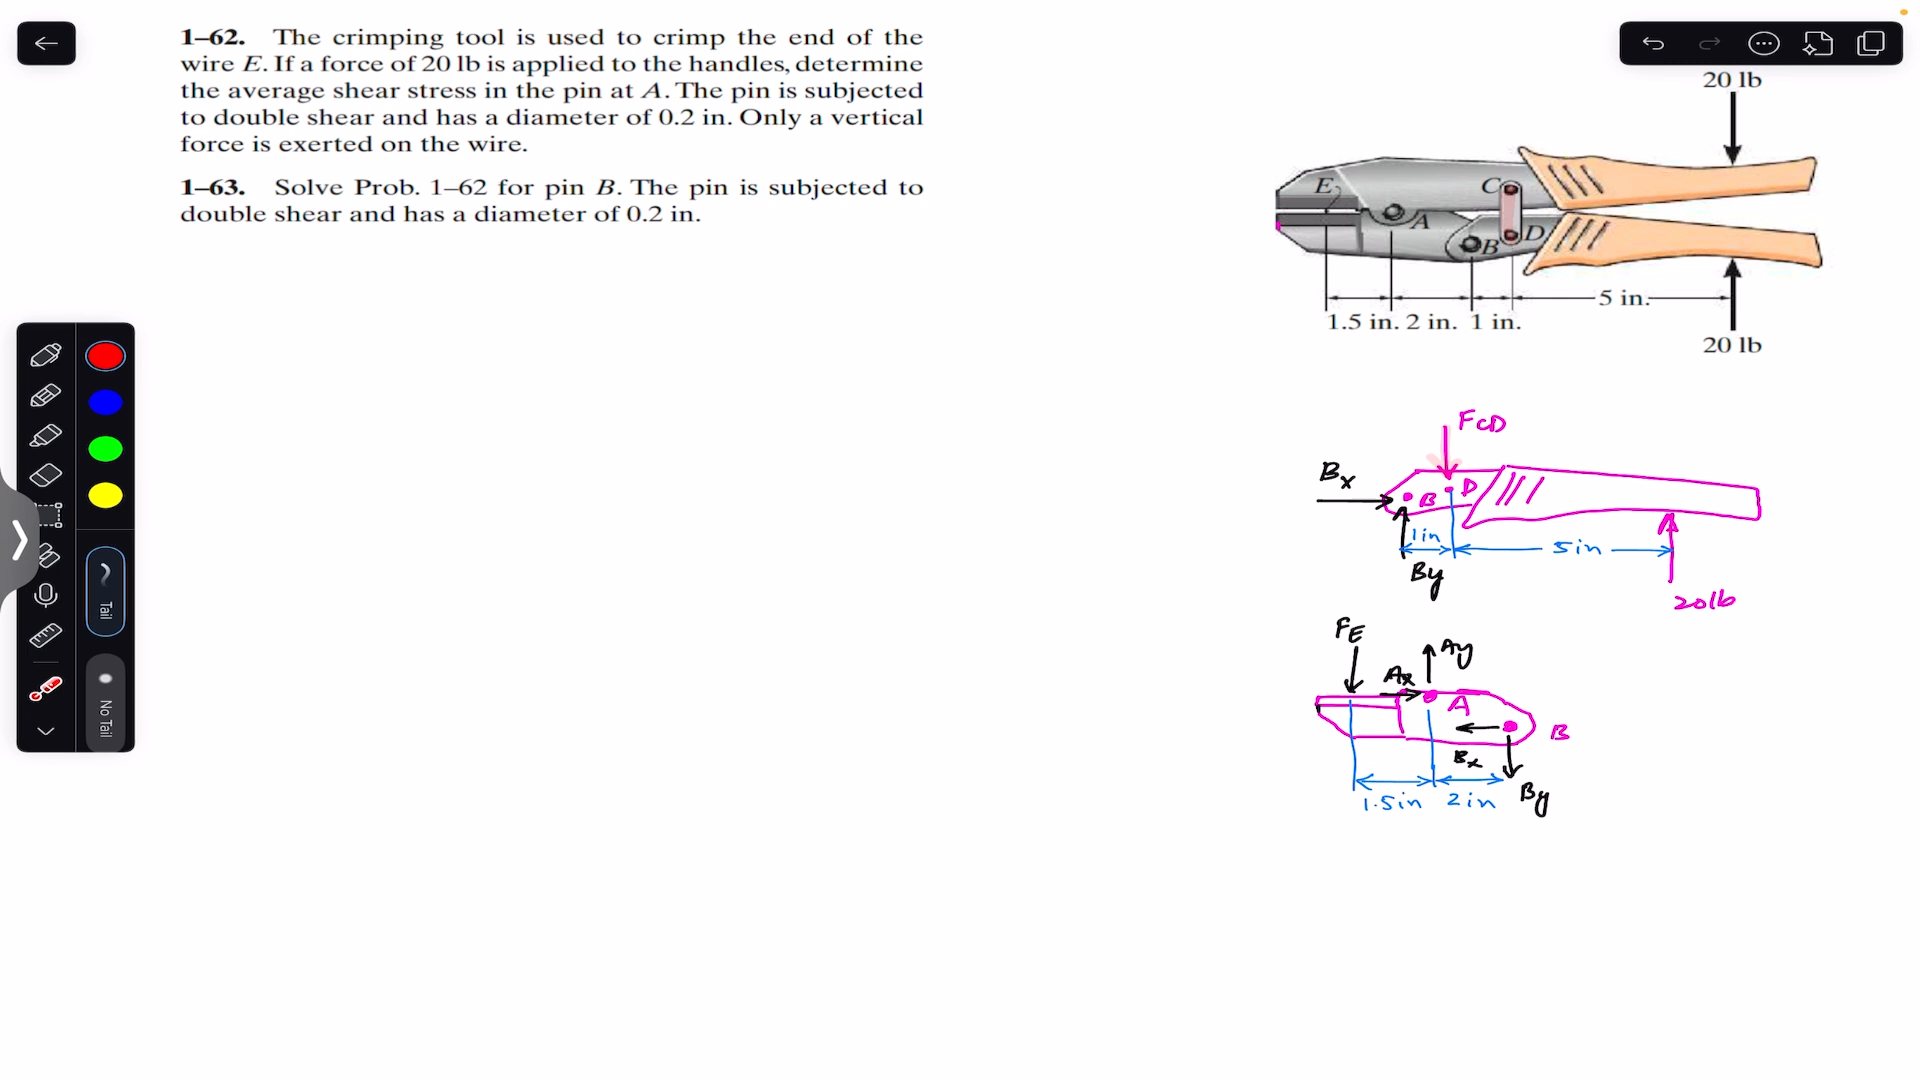 1–62. The crimping tool is used to crimp the end of the
wire E. If a force of 20 lb is applied to the handles, determine
the average shear stress in the pin at A. The pin is subjected
to double shear and has a diameter of 0.2 in. Only a vertical
force is exerted on the wire.
1–63. Solve Prob. 1–62 for pin B. The pin is subjected to
double shear and has a diameter of 0.2 in.
20 lb
E
C
A
B
D
5 in.
1.5 in. 2 in. 1 in.
20 lb
FCD
Bx
B
D
1in
5in
By
20lb
FE
Ay
Ax
A
B
Bx
By
1.5in
2in
Tail
No Tail